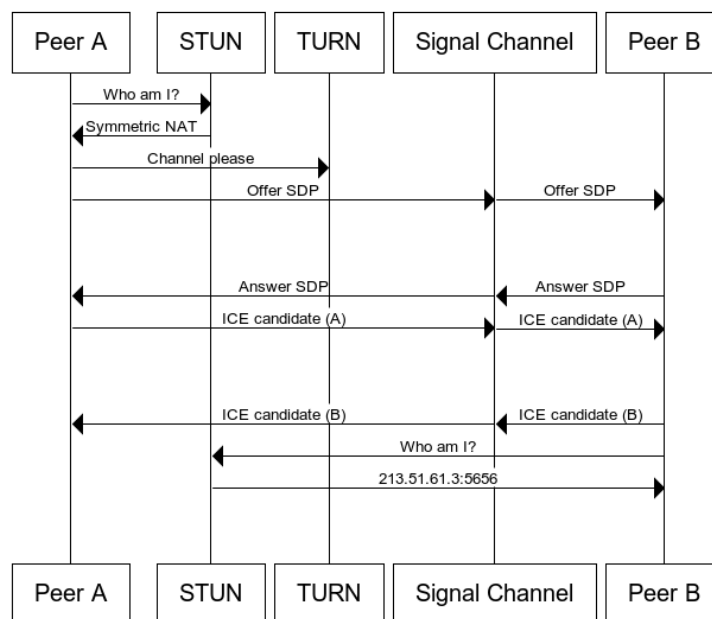 Peer A STUN TURN Signal Channel Peer B
Who am I?
Symmetric NAT
Channel please
Offer SDP Offer SDP
Answer SDP Answer SDP
ICE candidate (A) ICE candidate (A)
ICE candidate (B) ICE candidate (B)
Who am I?
213.51.61.3:5656
Peer A STUN TURN Signal Channel Peer B